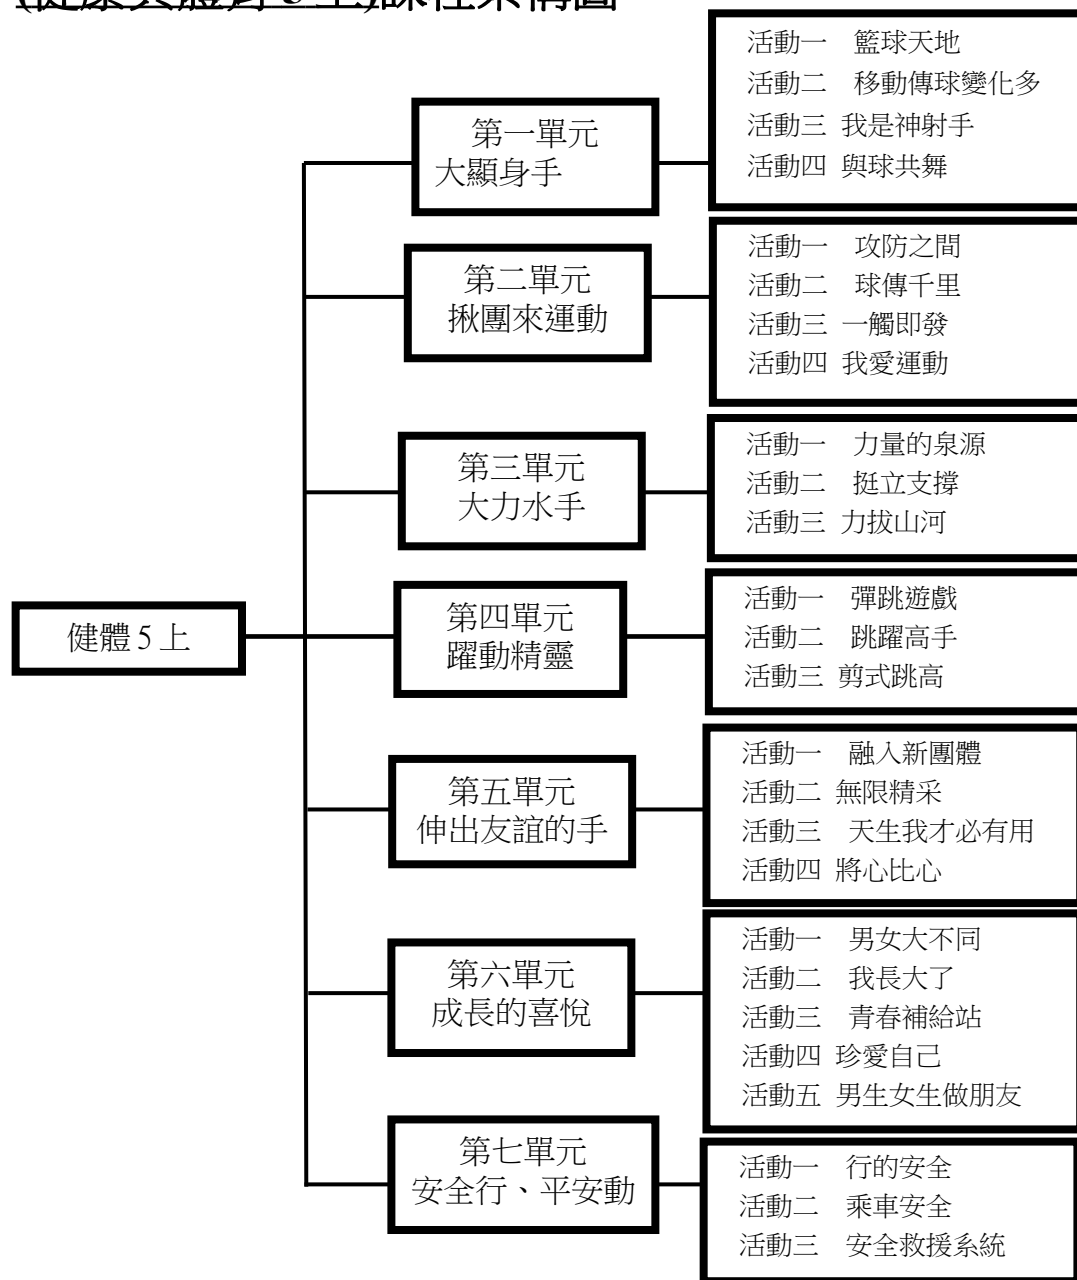 (健康與體育5上)課程架構圖
健體5上
第一單元
大顯身手
活動一　籃球天地
活動二　移動傳球變化多
活動三 我是神射手
活動四 與球共舞
第二單元
揪團來運動
活動一　攻防之間
活動二　球傳千里
活動三 一觸即發
活動四 我愛運動
第三單元
大力水手
活動一　力量的泉源
活動二　挺立支撐
活動三 力拔山河
第四單元
躍動精靈
活動一　彈跳遊戲
活動二　跳躍高手
活動三 剪式跳高
第五單元
伸出友誼的手
活動一　融入新團體
活動二 無限精采
活動三　天生我才必有用
活動四 將心比心
第六單元
成長的喜悅
活動一　男女大不同
活動二　我長大了
活動三　青春補給站
活動四 珍愛自己
活動五 男生女生做朋友
第七單元
安全行、平安動
活動一　行的安全
活動二　乘車安全
活動三　安全救援系統